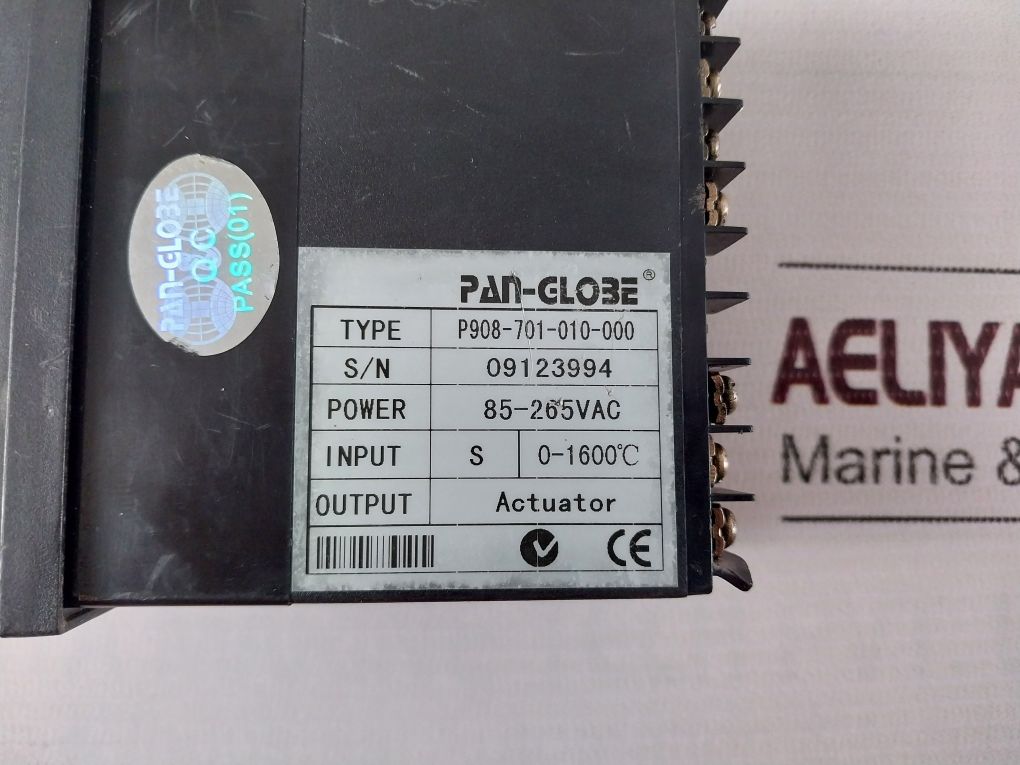 PAN-GLOBE
QC
PASS(01)
PAN-GLOBE®
TYPE P908-701-010-000
S/N 09123994
POWER 85-265VAC
INPUT S 0-1600℃
OUTPUT Actuator
CE
AELIYA
Marine &